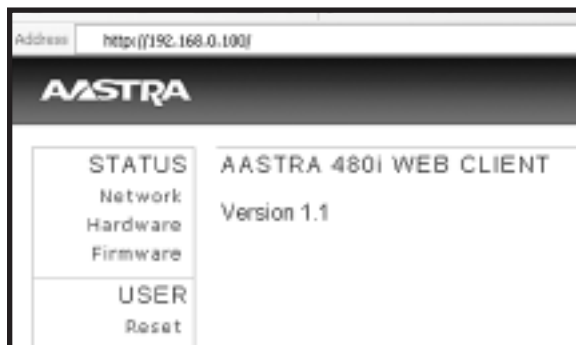 Address http://192.168.0.100/
AASTRA
STATUS
Network
Hardware
Firmware
USER
Reset
AASTRA 480i WEB CLIENT
Version 1.1